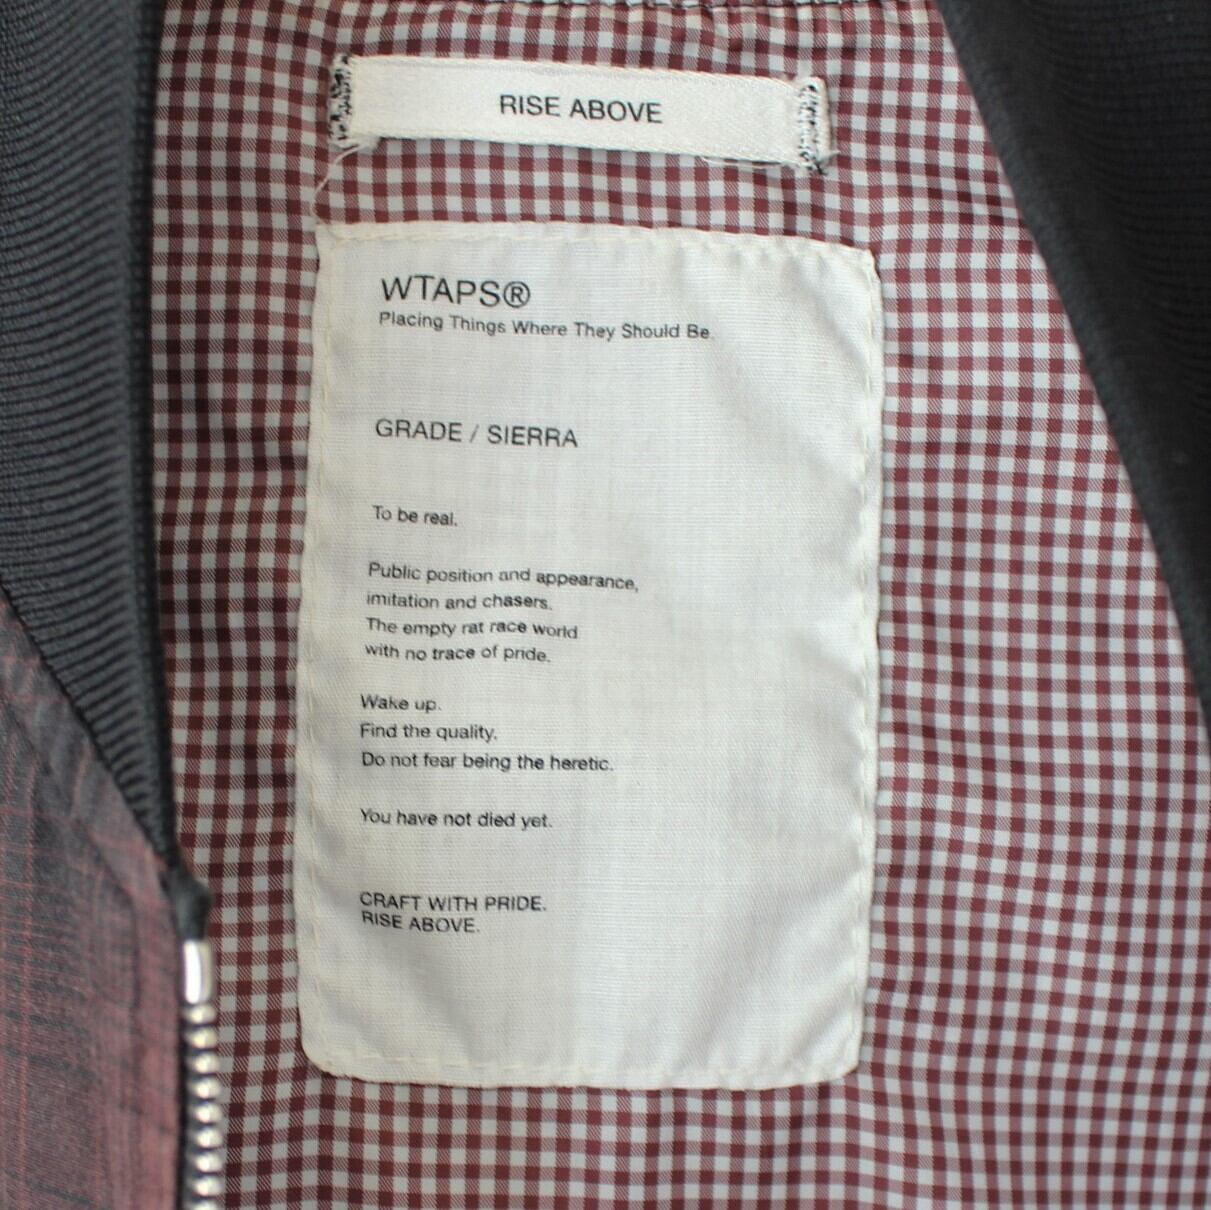 RISE ABOVE
WTAPS®
Placing Things Where They Should Be.
GRADE / SIERRA
To be real.
Public position and appearance,
imitation and chasers.
The empty rat race world
with no trace of pride.
Wake up.
Find the quality.
Do not fear being the heretic.
You have not died yet.
CRAFT WITH PRIDE.
RISE ABOVE.